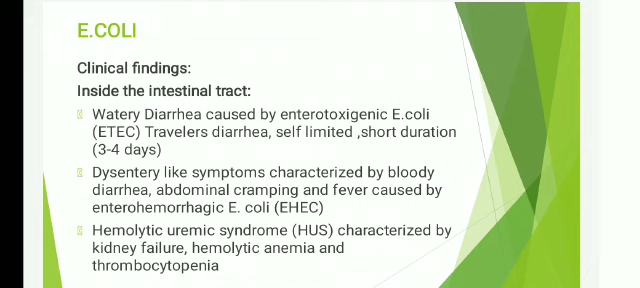 E.COLI
Clinical findings:
Inside the intestinal tract:
Watery Diarrhea caused by enterotoxigenic E.coli
(ETEC) Travelers diarrhea, self limited ,short duration
(3-4 days)
Dysentery like symptoms characterized by bloody
diarrhea, abdominal cramping and fever caused by
enterohemorrhagic E. coli (EHEC)
Hemolytic uremic syndrome (HUS) characterized by
kidney failure, hemolytic anemia and
thrombocytopenia